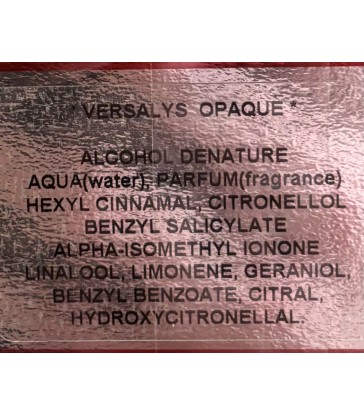 " VERSALYS OPAQUE "
ALCOHOL DENATURE
AQUA(water), PARFUM(fragrance)
HEXYL CINNAMAL, CITRONELLOL
BENZYL SALICYLATE
ALPHA-ISOMETHYL IONONE
LINALOOL, LIMONENE, GERANIOL,
BENZYL BENZOATE, CITRAL,
HYDROXYCITRONELLAL.